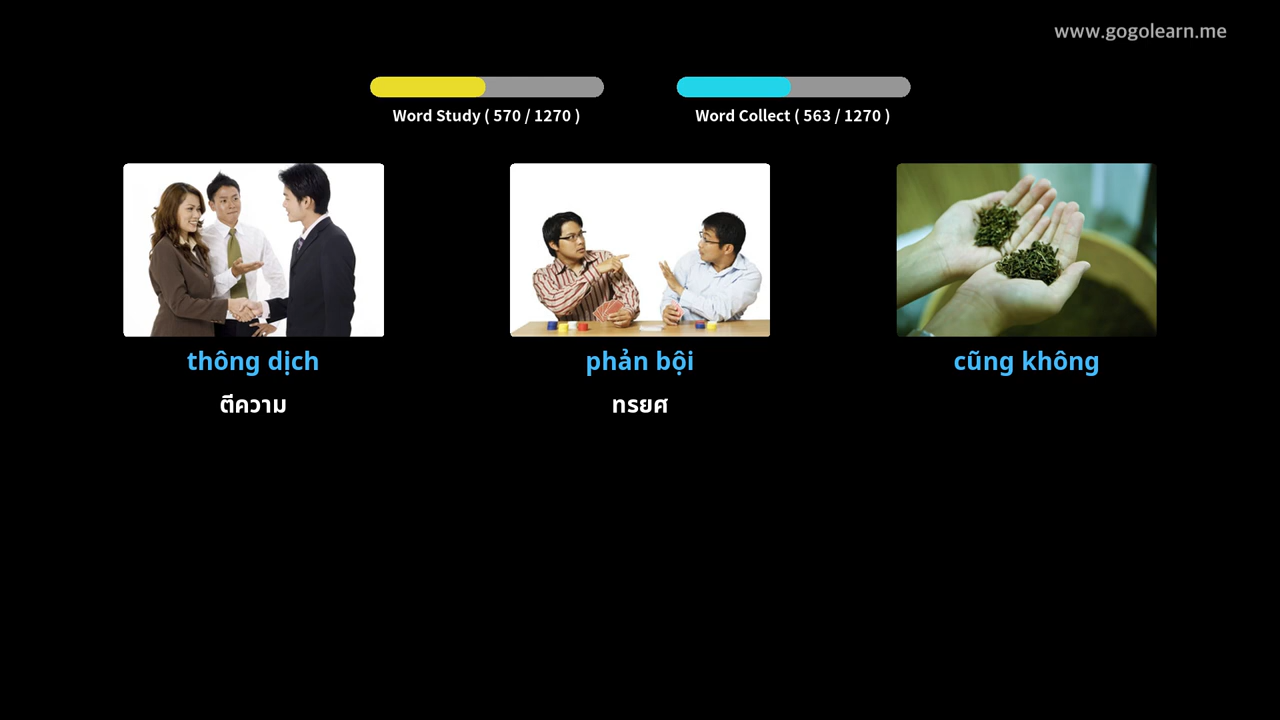 www.gogolearn.me
Word Study ( 570 / 1270 )
Word Collect ( 563 / 1270 )
thông dịch
phản bội
cũng không
ตีความ
ทรยศ